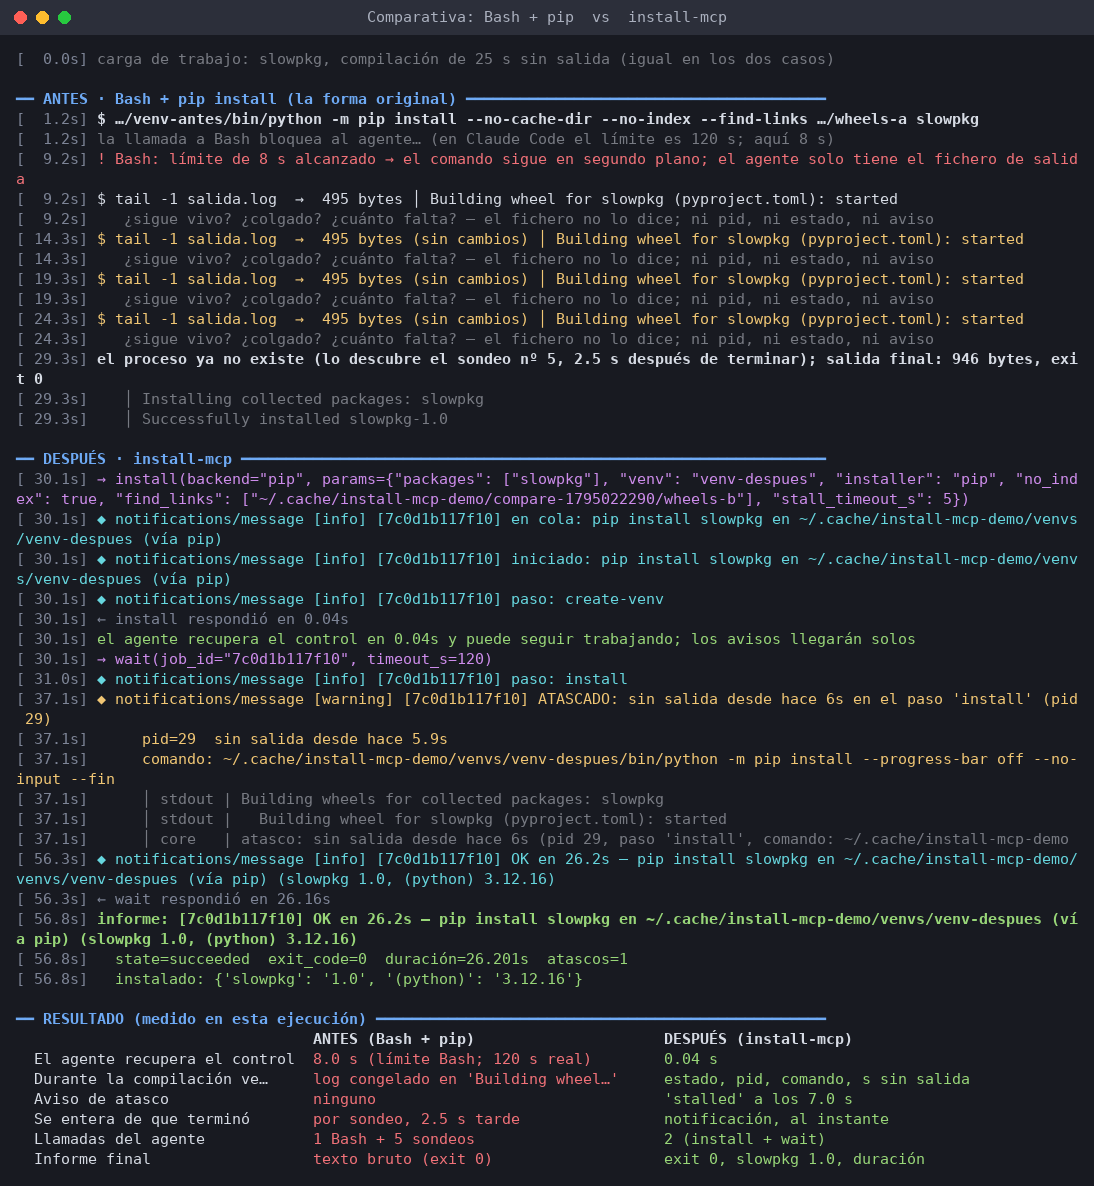 Comparativa: Bash + pip  vs  install-mcp
[  0.0s] carga de trabajo: slowpkg, compilación de 25 s sin salida (igual en los dos casos)
━━ ANTES · Bash + pip install (la forma original) ━━━━━━━━━━━━━━━━━━━━━━━━━━━━━━━━━━━━━━━━
[  1.2s] $ …/venv-antes/bin/python -m pip install --no-cache-dir --no-index --find-links …/wheels-a slowpkg
[  1.2s] la llamada a Bash bloquea al agente… (en Claude Code el límite es 120 s; aquí 8 s)
[  9.2s] ! Bash: límite de 8 s alcanzado → el comando sigue en segundo plano; el agente solo tiene el fichero de salid
a
[  9.2s] $ tail -1 salida.log  →  495 bytes │ Building wheel for slowpkg (pyproject.toml): started
[  9.2s]    ¿sigue vivo? ¿colgado? ¿cuánto falta? — el fichero no lo dice; ni pid, ni estado, ni aviso
[ 14.3s] $ tail -1 salida.log  →  495 bytes (sin cambios) │ Building wheel for slowpkg (pyproject.toml): started
[ 14.3s]    ¿sigue vivo? ¿colgado? ¿cuánto falta? — el fichero no lo dice; ni pid, ni estado, ni aviso
[ 19.3s] $ tail -1 salida.log  →  495 bytes (sin cambios) │ Building wheel for slowpkg (pyproject.toml): started
[ 19.3s]    ¿sigue vivo? ¿colgado? ¿cuánto falta? — el fichero no lo dice; ni pid, ni estado, ni aviso
[ 24.3s] $ tail -1 salida.log  →  495 bytes (sin cambios) │ Building wheel for slowpkg (pyproject.toml): started
[ 24.3s]    ¿sigue vivo? ¿colgado? ¿cuánto falta? — el fichero no lo dice; ni pid, ni estado, ni aviso
[ 29.3s] el proceso ya no existe (lo descubre el sondeo nº 5, 2.5 s después de terminar); salida final: 946 bytes, exi
t 0
[ 29.3s]    │ Installing collected packages: slowpkg
[ 29.3s]    │ Successfully installed slowpkg-1.0
━━ DESPUÉS · install-mcp ━━━━━━━━━━━━━━━━━━━━━━━━━━━━━━━━━━━━━━━━━━━━━━━━━━━━━━━━━━━━━━━━━
[ 30.1s] → install(backend="pip", params={"packages": ["slowpkg"], "venv": "venv-despues", "installer": "pip", "no_ind
ex": true, "find_links": ["~/.cache/install-mcp-demo/compare-1795022290/wheels-b"], "stall_timeout_s": 5})
[ 30.1s] ◆ notifications/message [info] [7c0d1b117f10] en cola: pip install slowpkg en ~/.cache/install-mcp-demo/venvs
/venv-despues (vía pip)
[ 30.1s] ◆ notifications/message [info] [7c0d1b117f10] iniciado: pip install slowpkg en ~/.cache/install-mcp-demo/venv
s/venv-despues (vía pip)
[ 30.1s] ◆ notifications/message [info] [7c0d1b117f10] paso: create-venv
[ 30.1s] ← install respondió en 0.04s
[ 30.1s] el agente recupera el control en 0.04s y puede seguir trabajando; los avisos llegarán solos
[ 30.1s] → wait(job_id="7c0d1b117f10", timeout_s=120)
[ 31.0s] ◆ notifications/message [info] [7c0d1b117f10] paso: install
[ 37.1s] ◆ notifications/message [warning] [7c0d1b117f10] ATASCADO: sin salida desde hace 6s en el paso 'install' (pid
 29)
[ 37.1s]      pid=29  sin salida desde hace 5.9s
[ 37.1s]      comando: ~/.cache/install-mcp-demo/venvs/venv-despues/bin/python -m pip install --progress-bar off --no-
input --fin
[ 37.1s]      │ stdout | Building wheels for collected packages: slowpkg
[ 37.1s]      │ stdout |   Building wheel for slowpkg (pyproject.toml): started
[ 37.1s]      │ core   | atasco: sin salida desde hace 6s (pid 29, paso 'install', comando: ~/.cache/install-mcp-demo
[ 56.3s] ◆ notifications/message [info] [7c0d1b117f10] OK en 26.2s — pip install slowpkg en ~/.cache/install-mcp-demo/
venvs/venv-despues (vía pip) (slowpkg 1.0, (python) 3.12.16)
[ 56.3s] ← wait respondió en 26.16s
[ 56.8s] informe: [7c0d1b117f10] OK en 26.2s — pip install slowpkg en ~/.cache/install-mcp-demo/venvs/venv-despues (ví
a pip) (slowpkg 1.0, (python) 3.12.16)
[ 56.8s]   state=succeeded  exit_code=0  duración=26.201s  atascos=1
[ 56.8s]   instalado: {'slowpkg': '1.0', '(python)': '3.12.16'}
━━ RESULTADO (medido en esta ejecución) ━━━━━━━━━━━━━━━━━━━━━━━━━━━━━━━━━━━━━━━━━━━━━━━━━━
ANTES (Bash + pip)  DESPUÉS (install-mcp)
El agente recupera el control  8.0 s (límite Bash; 120 s real)  0.04 s
Durante la compilación ve…  log congelado en 'Building wheel…'  estado, pid, comando, s sin salida
Aviso de atasco  ninguno  'stalled' a los 7.0 s
Se entera de que terminó  por sondeo, 2.5 s tarde  notificación, al instante
Llamadas del agente  1 Bash + 5 sondeos  2 (install + wait)
Informe final  texto bruto (exit 0)  exit 0, slowpkg 1.0, duración